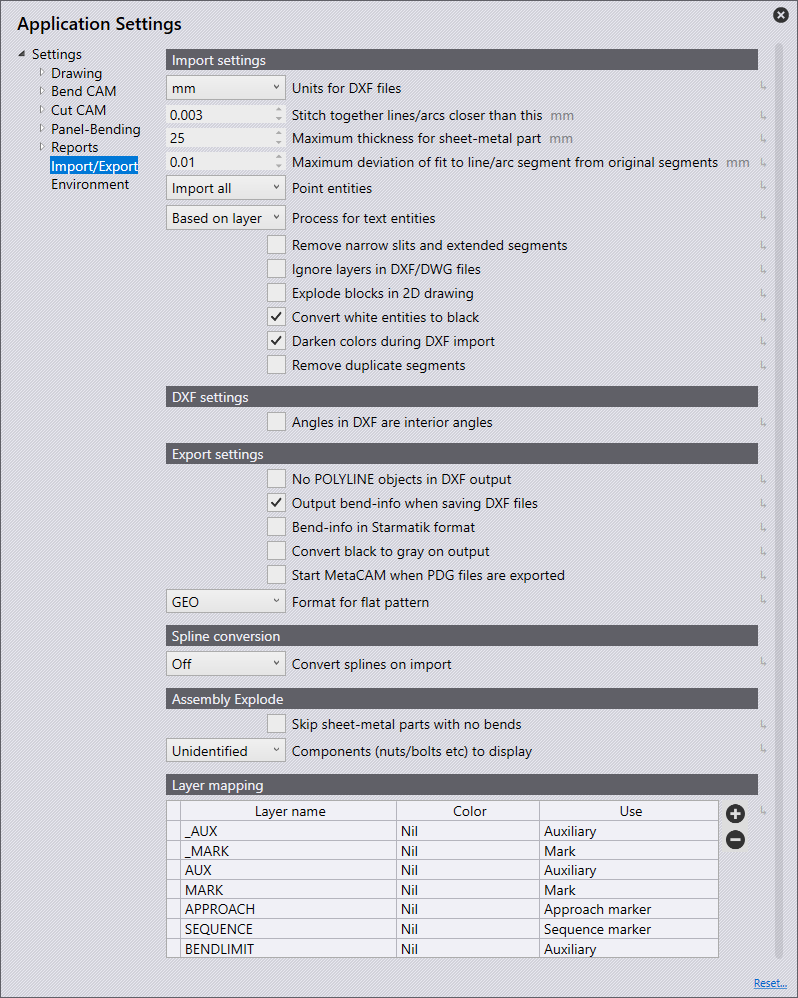 Application Settings
Settings
Drawing
Bend CAM
Cut CAM
Panel-Bending
Reports
Import/Export
Environment
Import settings
mm Units for DXF files
0.003 Stitch together lines/arcs closer than this mm
25 Maximum thickness for sheet-metal part mm
0.01 Maximum deviation of fit to line/arc segment from original segments mm
Import all Point entities
Based on layer Process for text entities
Remove narrow slits and extended segments
Ignore layers in DXF/DWG files
Explode blocks in 2D drawing
Convert white entities to black
Darken colors during DXF import
Remove duplicate segments
DXF settings
Angles in DXF are interior angles
Export settings
No POLYLINE objects in DXF output
Output bend-info when saving DXF files
Bend-info in Starmatik format
Convert black to gray on output
Start MetaCAM when PDG files are exported
GEO Format for flat pattern
Spline conversion
Off Convert splines on import
Assembly Explode
Skip sheet-metal parts with no bends
Unidentified Components (nuts/bolts etc) to display
Layer mapping
Layer name Color Use
_AUX Nil Auxiliary
_MARK Nil Mark
AUX Nil Auxiliary
MARK Nil Mark
APPROACH Nil Approach marker
SEQUENCE Nil Sequence marker
BENDLIMIT Nil Auxiliary
Reset...